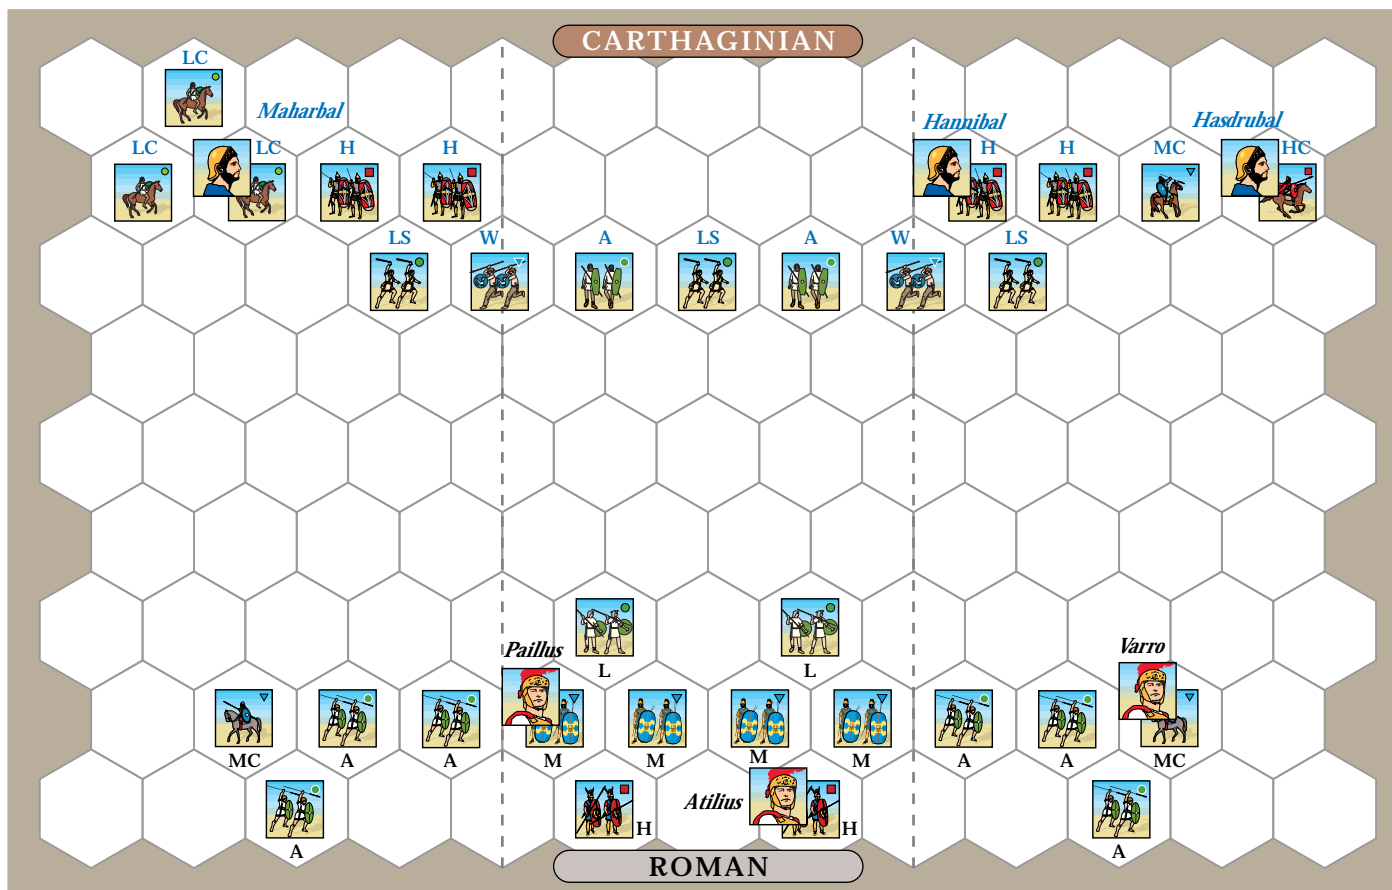 CARTHAGINIAN
LC
Maharbal
Hannibal
Hasdrubal
LC
LC
H
H
H
H
MC
HC
LS
W
A
LS
A
W
LS
Paillus
L
L
Varro
MC
A
A
M
M
M
M
A
A
MC
Atilius
A
H
H
A
ROMAN